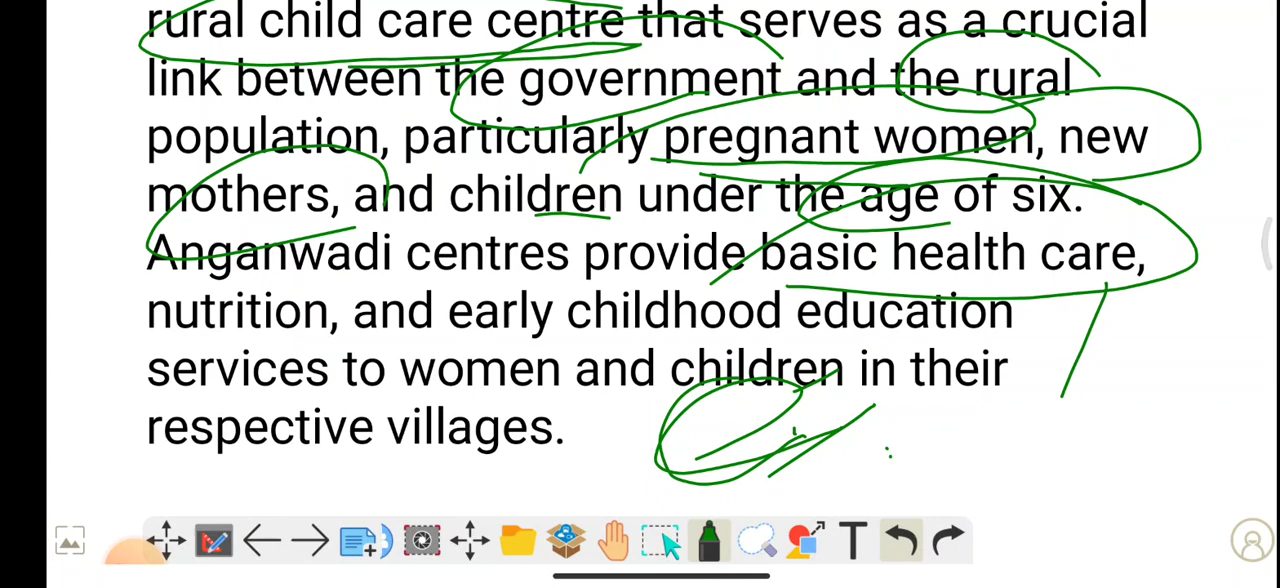 rural child care centre that serves as a crucial
link between the government and the rural
population, particularly pregnant women, new
mothers, and children under the age of six.
Anganwadi centres provide basic health care,
nutrition, and early childhood education
services to women and children in their
respective villages.
T